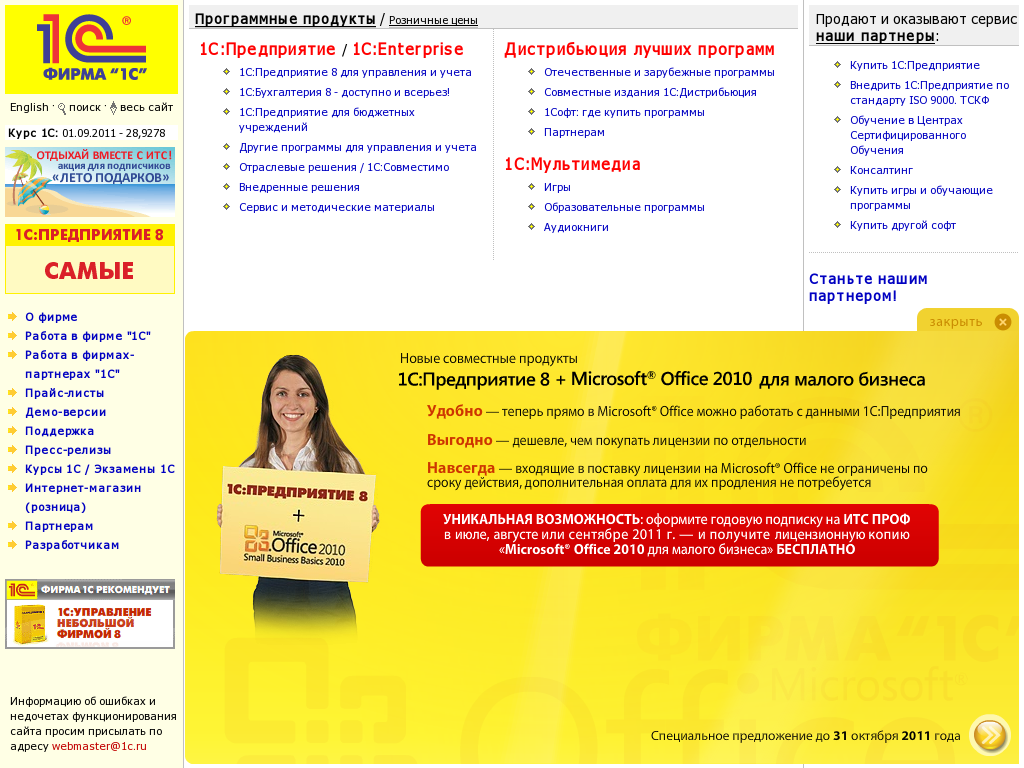 1С®
ФИРМА "1С"
English · поиск · весь сайт
Курс 1С: 01.09.2011 - 28,9278
ОТДЫХАЙ ВМЕСТЕ С ИТС!
акция для подписчиков
«ЛЕТО ПОДАРКОВ»
1С:ПРЕДПРИЯТИЕ 8
САМЫЕ
О фирме
Работа в фирме "1С"
Работа в фирмах-
партнерах "1С"
Прайс-листы
Демо-версии
Поддержка
Пресс-релизы
Курсы 1С / Экзамены 1С
Интернет-магазин
(розница)
Партнерам
Разработчикам
1С ФИРМА 1С РЕКОМЕНДУЕТ
1С:УПРАВЛЕНИЕ
НЕБОЛЬШОЙ
ФИРМОЙ 8
Информацию об ошибках и
недочетах функционирования
сайта просим присылать по
адресу webmaster@1c.ru
Программные продукты / Розничные цены
1С:Предприятие / 1C:Enterprise
1С:Предприятие 8 для управления и учета
1С:Бухгалтерия 8 - доступно и всерьез!
1С:Предприятие для бюджетных
учреждений
Другие программы для управления и учета
Отраслевые решения / 1С:Совместимо
Внедренные решения
Сервис и методические материалы
Дистрибьюция лучших программ
Отечественные и зарубежные программы
Совместные издания 1С:Дистрибьюция
1Софт: где купить программы
Партнерам
1С:Мультимедиа
Игры
Образовательные программы
Аудиокниги
Продают и оказывают сервис
наши партнеры:
Купить 1С:Предприятие
Внедрить 1С:Предприятие по
стандарту ISO 9000. ТСКФ
Обучение в Центрах
Сертифицированного
Обучения
Консалтинг
Купить игры и обучающие
программы
Купить другой софт
Станьте нашим
партнером!
закрыть
Новые совместные продукты
1С:Предприятие 8 + Microsoft® Office 2010 для малого бизнеса
Удобно — теперь прямо в Microsoft® Office можно работать с данными 1С:Предприятия
Выгодно — дешевле, чем покупать лицензии по отдельности
Навсегда — входящие в поставку лицензии на Microsoft® Office не ограничены по
сроку действия, дополнительная оплата для их продления не потребуется
УНИКАЛЬНАЯ ВОЗМОЖНОСТЬ: оформите годовую подписку на ИТС ПРОФ
в июле, августе или сентябре 2011 г. — и получите лицензионную копию
«Microsoft® Office 2010 для малого бизнеса» БЕСПЛАТНО
1С:ПРЕДПРИЯТИЕ 8
+
Microsoft®
Office 2010
Small Business Basics 2010
ФИРМА "1С"
Microsoft®
Office
Специальное предложение до 31 октября 2011 года